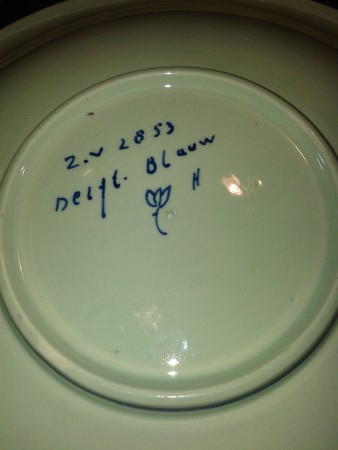 Z.V 2853
Delft. Blauw
H